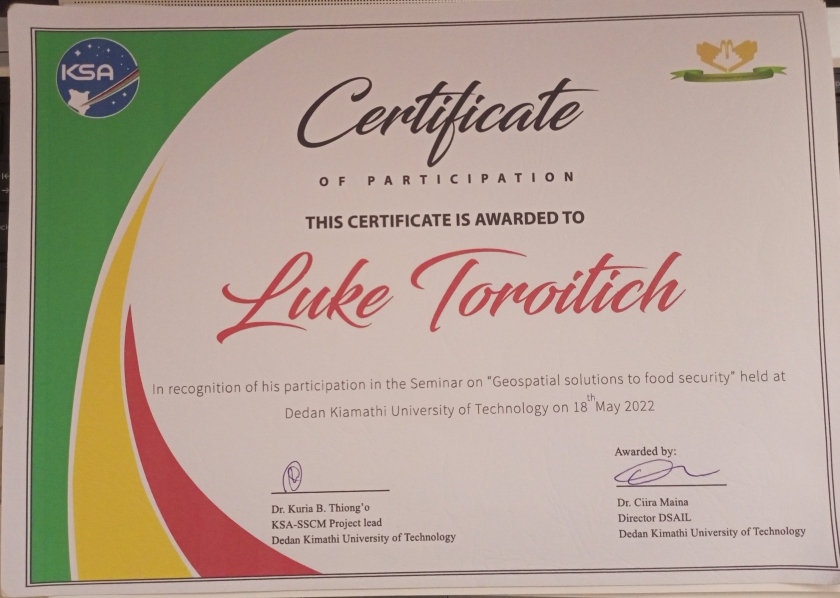 KSA
Certificate
OF PARTICIPATION
THIS CERTIFICATE IS AWARDED TO
Luke Toroitich
In recognition of his participation in the Seminar on "Geospatial solutions to food security" held at
Dedan Kiamathi University of Technology on 18th May 2022
Awarded by:
Dr. Kuria B. Thiong'o
KSA-SSCM Project lead
Dedan Kimathi University of Technology
Dr. Ciira Maina
Director DSAIL
Dedan Kimathi University of Technology